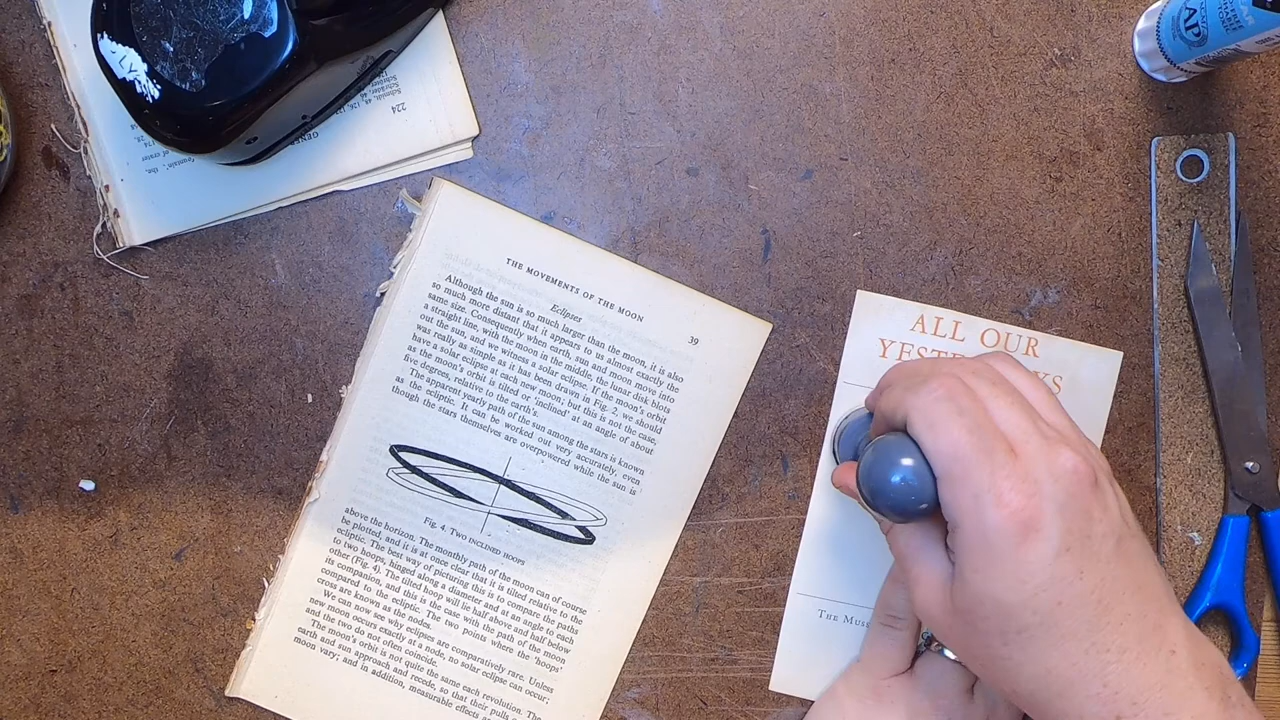 224
GENER
Schröder, 46
Schmidt, 48, 126, 1
of crater
fountain', the,
28,
174
THE MOVEMENTS OF THE MOON
39
Eclipses
Although the sun is so much larger than the moon, it is also
so much more distant that it appears to us almost exactly the
same size. Consequently when earth, sun and moon move into
a straight line, with the moon in the middle, the lunar disk blots
out the sun, and we witness a solar eclipse. If the moon's orbit
was really as simple as it has been drawn in Fig. 2, we should
have a solar eclipse at each new moon; but this is not the case,
as the moon's orbit is tilted or 'inclined' at an angle of about
five degrees, relative to the earth's.
The apparent yearly path of the sun among the stars is known
as the ecliptic. It can be worked out very accurately, even
though the stars themselves are overpowered while the sun is
Fig. 4. TWO INCLINED HOOPS
above the horizon. The monthly path of the moon can of course
be plotted, and it is at once clear that it is tilted relative to the
ecliptic. The best way of picturing this is to compare the paths
to two hoops, hinged along a diameter and at an angle to each
other (Fig. 4). The tilted hoop will lie half above and half below
its companion, and this is the case with the path of the moon
compared to the ecliptic. The two points where the 'hoops'
cross are known as the nodes.
We can now see why eclipses are comparatively rare. Unless
new moon occurs exactly at a node, no solar eclipse can occur;
and the two do not often coincide.
The moon's orbit is not quite the same each revolution. The
earth and sun approach and recede, so that their pulls
moon vary; and in addition, measurable effects
ALL OUR
YEST KS
THE MUS
AP